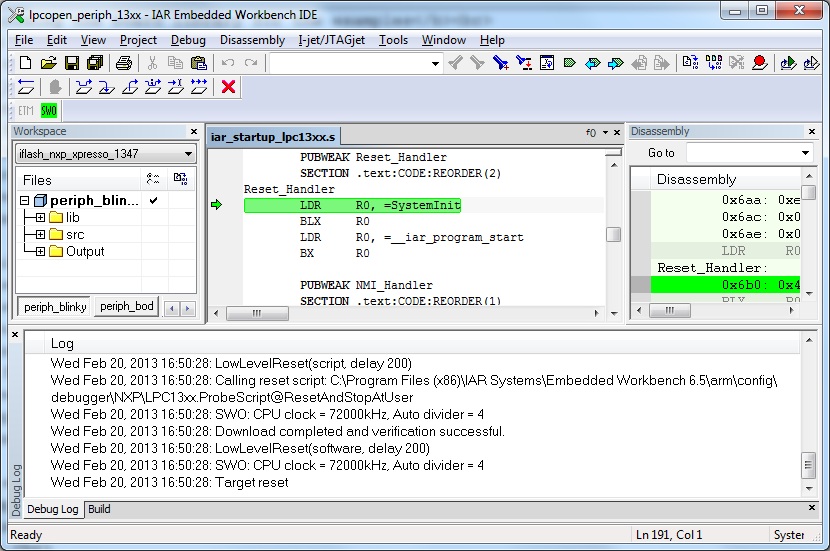 lpcopen_periph_13xx - IAR Embedded Workbench IDE
File Edit View Project Debug Disassembly I-jet/JTAGjet Tools Window Help
ETM SWO
Workspace
iflash_nxp_xpresso_1347
Files
periph_blin...
lib
src
Output
periph_blinky periph_bod
iar_startup_lpc13xx.s
f0
PUBWEAK Reset_Handler
SECTION .text:CODE:REORDER(2)
Reset_Handler
LDR R0, =SystemInit
BLX R0
LDR R0, =__iar_program_start
BX R0
PUBWEAK NMI_Handler
SECTION .text:CODE:REORDER(1)
Disassembly
Go to
Disassembly
0x6aa: 0xe
0x6ac: 0x0
0x6ae: 0x0
LDR R0
Reset_Handler:
0x6b0: 0x4
BLX R0
Log
Wed Feb 20, 2013 16:50:28: LowLevelReset(script, delay 200)
Wed Feb 20, 2013 16:50:28: Calling reset script: C:\Program Files (x86)\IAR Systems\Embedded Workbench 6.5\arm\config\
debugger\NXP\LPC13xx.ProbeScript@ResetAndStopAtUser
Wed Feb 20, 2013 16:50:28: SWO: CPU clock = 72000kHz, Auto divider = 4
Wed Feb 20, 2013 16:50:28: Download completed and verification successful.
Wed Feb 20, 2013 16:50:28: LowLevelReset(software, delay 200)
Wed Feb 20, 2013 16:50:28: SWO: CPU clock = 72000kHz, Auto divider = 4
Wed Feb 20, 2013 16:50:28: Target reset
Debug Log
Debug Log Build
Ready
Ln 191, Col 1
Syster